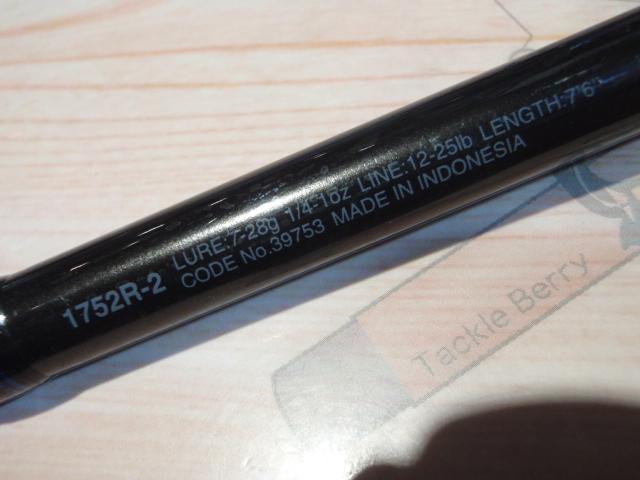 1752R-2
LURE:7-28g 1/4-1oz LINE:12-25lb LENGTH:7'6"
CODE No.39753 MADE IN INDONESIA
Tackle Berry